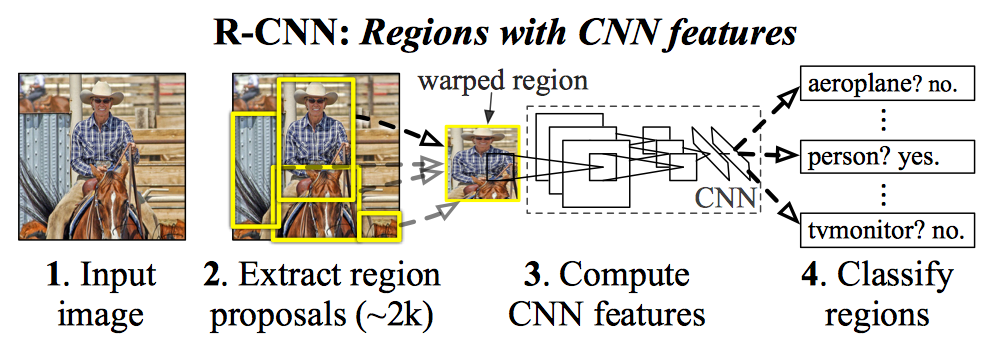 R-CNN: Regions with CNN features
warped region
aeroplane? no.
person? yes.
tvmonitor? no.
CNN
1. Input
image
2. Extract region
proposals (~2k)
3. Compute
CNN features
4. Classify
regions